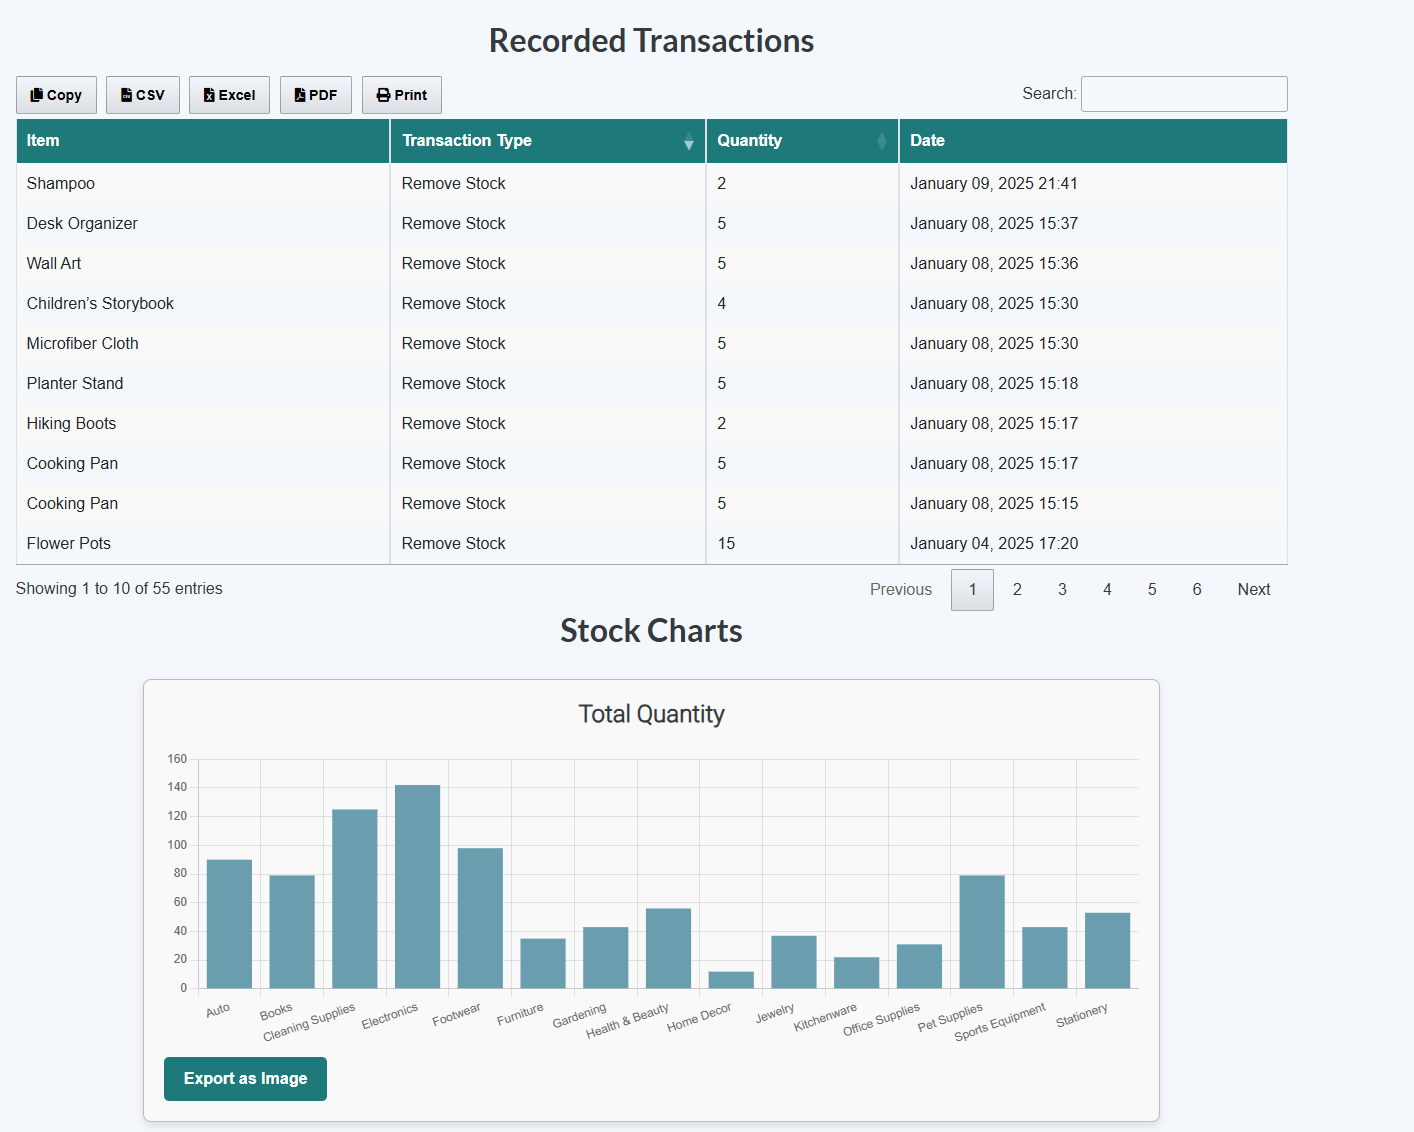 Recorded Transactions
Copy CSV Excel PDF Print Search:
Item Transaction Type Quantity Date
Shampoo Remove Stock 2 January 09, 2025 21:41
Desk Organizer Remove Stock 5 January 08, 2025 15:37
Wall Art Remove Stock 5 January 08, 2025 15:36
Children’s Storybook Remove Stock 4 January 08, 2025 15:30
Microfiber Cloth Remove Stock 5 January 08, 2025 15:30
Planter Stand Remove Stock 5 January 08, 2025 15:18
Hiking Boots Remove Stock 2 January 08, 2025 15:17
Cooking Pan Remove Stock 5 January 08, 2025 15:17
Cooking Pan Remove Stock 5 January 08, 2025 15:15
Flower Pots Remove Stock 15 January 04, 2025 17:20
Showing 1 to 10 of 55 entries Previous 1 2 3 4 5 6 Next
Stock Charts
Total Quantity
160
140
120
100
80
60
40
20
0
Auto Books Cleaning Supplies Electronics Footwear Furniture Gardening Health & Beauty Home Decor Jewelry Kitchenware Office Supplies Pet Supplies Sports Equipment Stationery
Export as Image